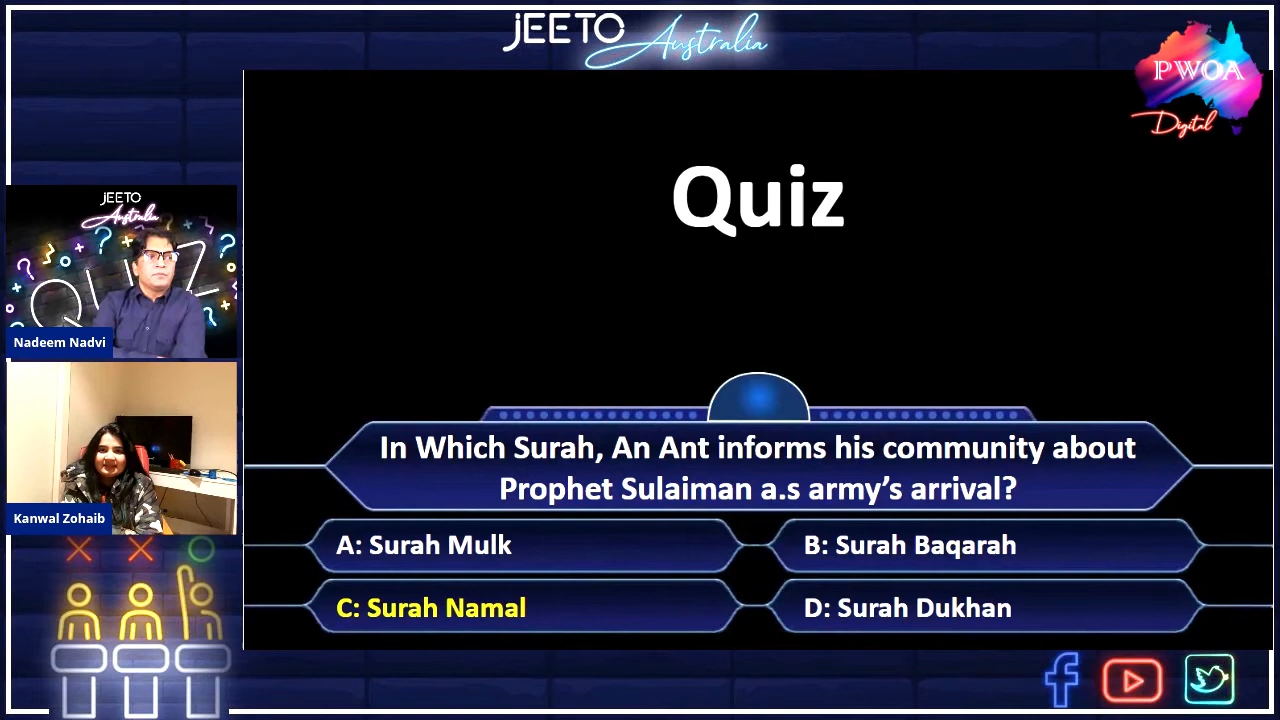 JEETO Australia
PWOA
Digital
JEETO
Australia
QUIZ
Nadeem Nadvi
Kanwal Zohaib
Quiz
In Which Surah, An Ant informs his community about
Prophet Sulaiman a.s army's arrival?
A: Surah Mulk
B: Surah Baqarah
C: Surah Namal
D: Surah Dukhan